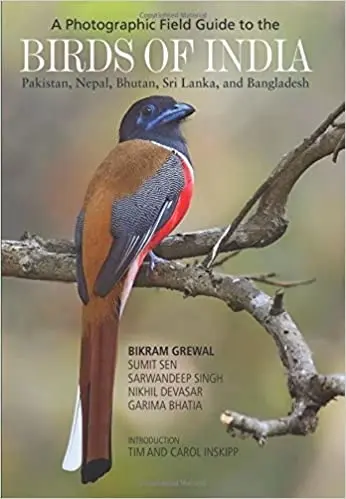 A Photographic Field Guide to the
BIRDS OF INDIA
Pakistan, Nepal, Bhutan, Sri Lanka, and Bangladesh
BIKRAM GREWAL
SUMIT SEN
SARWANDEEP SINGH
NIKHIL DEVASAR
GARIMA BHATIA
INTRODUCTION
TIM AND CAROL INSKIPP